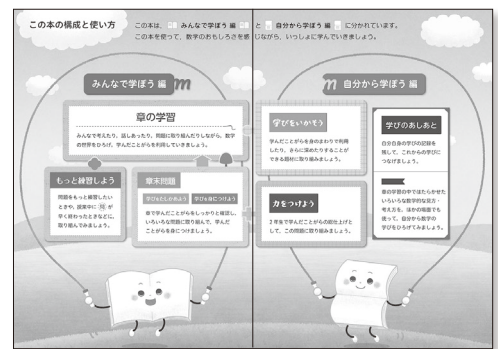 この本の構成と使い方
この本は、 みんなで学ぼう 編 と 自分から学ぼう 編 に分かれています。
この本を使って、数学のおもしろさを感じながら、いっしょに学んでいきましょう。
みんなで学ぼう 編
章の学習
みんなで考えたり、話しあったり、問題に取り組んだりしながら、数学
の世界をひろげ、学んだことがらを利用していきましょう。
もっと練習しよう
問題をもっと練習したい
ときや、授業中に が
早く終わったときなどに、
取り組んでみましょう。
章末問題
学びをたしかめよう
学びを身につけよう
章で学んだことがらをしっかりと確認し、
いろいろな問題に取り組んで、学んだ
ことがらを身につけましょう。
自分から学ぼう 編
学びをいかそう
学んだことがらを身のまわりで利用
したり、さらに深めたりすることが
できる題材に取り組みましょう。
力をつけよう
2年生で学んだことがらの総仕上げと
して、この問題に取り組みましょう。
学びのあしあと
自分自身の学びの記録を
残して、これからの学びに
つなげましょう。
章の学習の中ではたらかせた
いろいろな数学的な見方・
考え方を、ほかの場面でも
使って、自分から数学の
学びをひろげてみましょう。